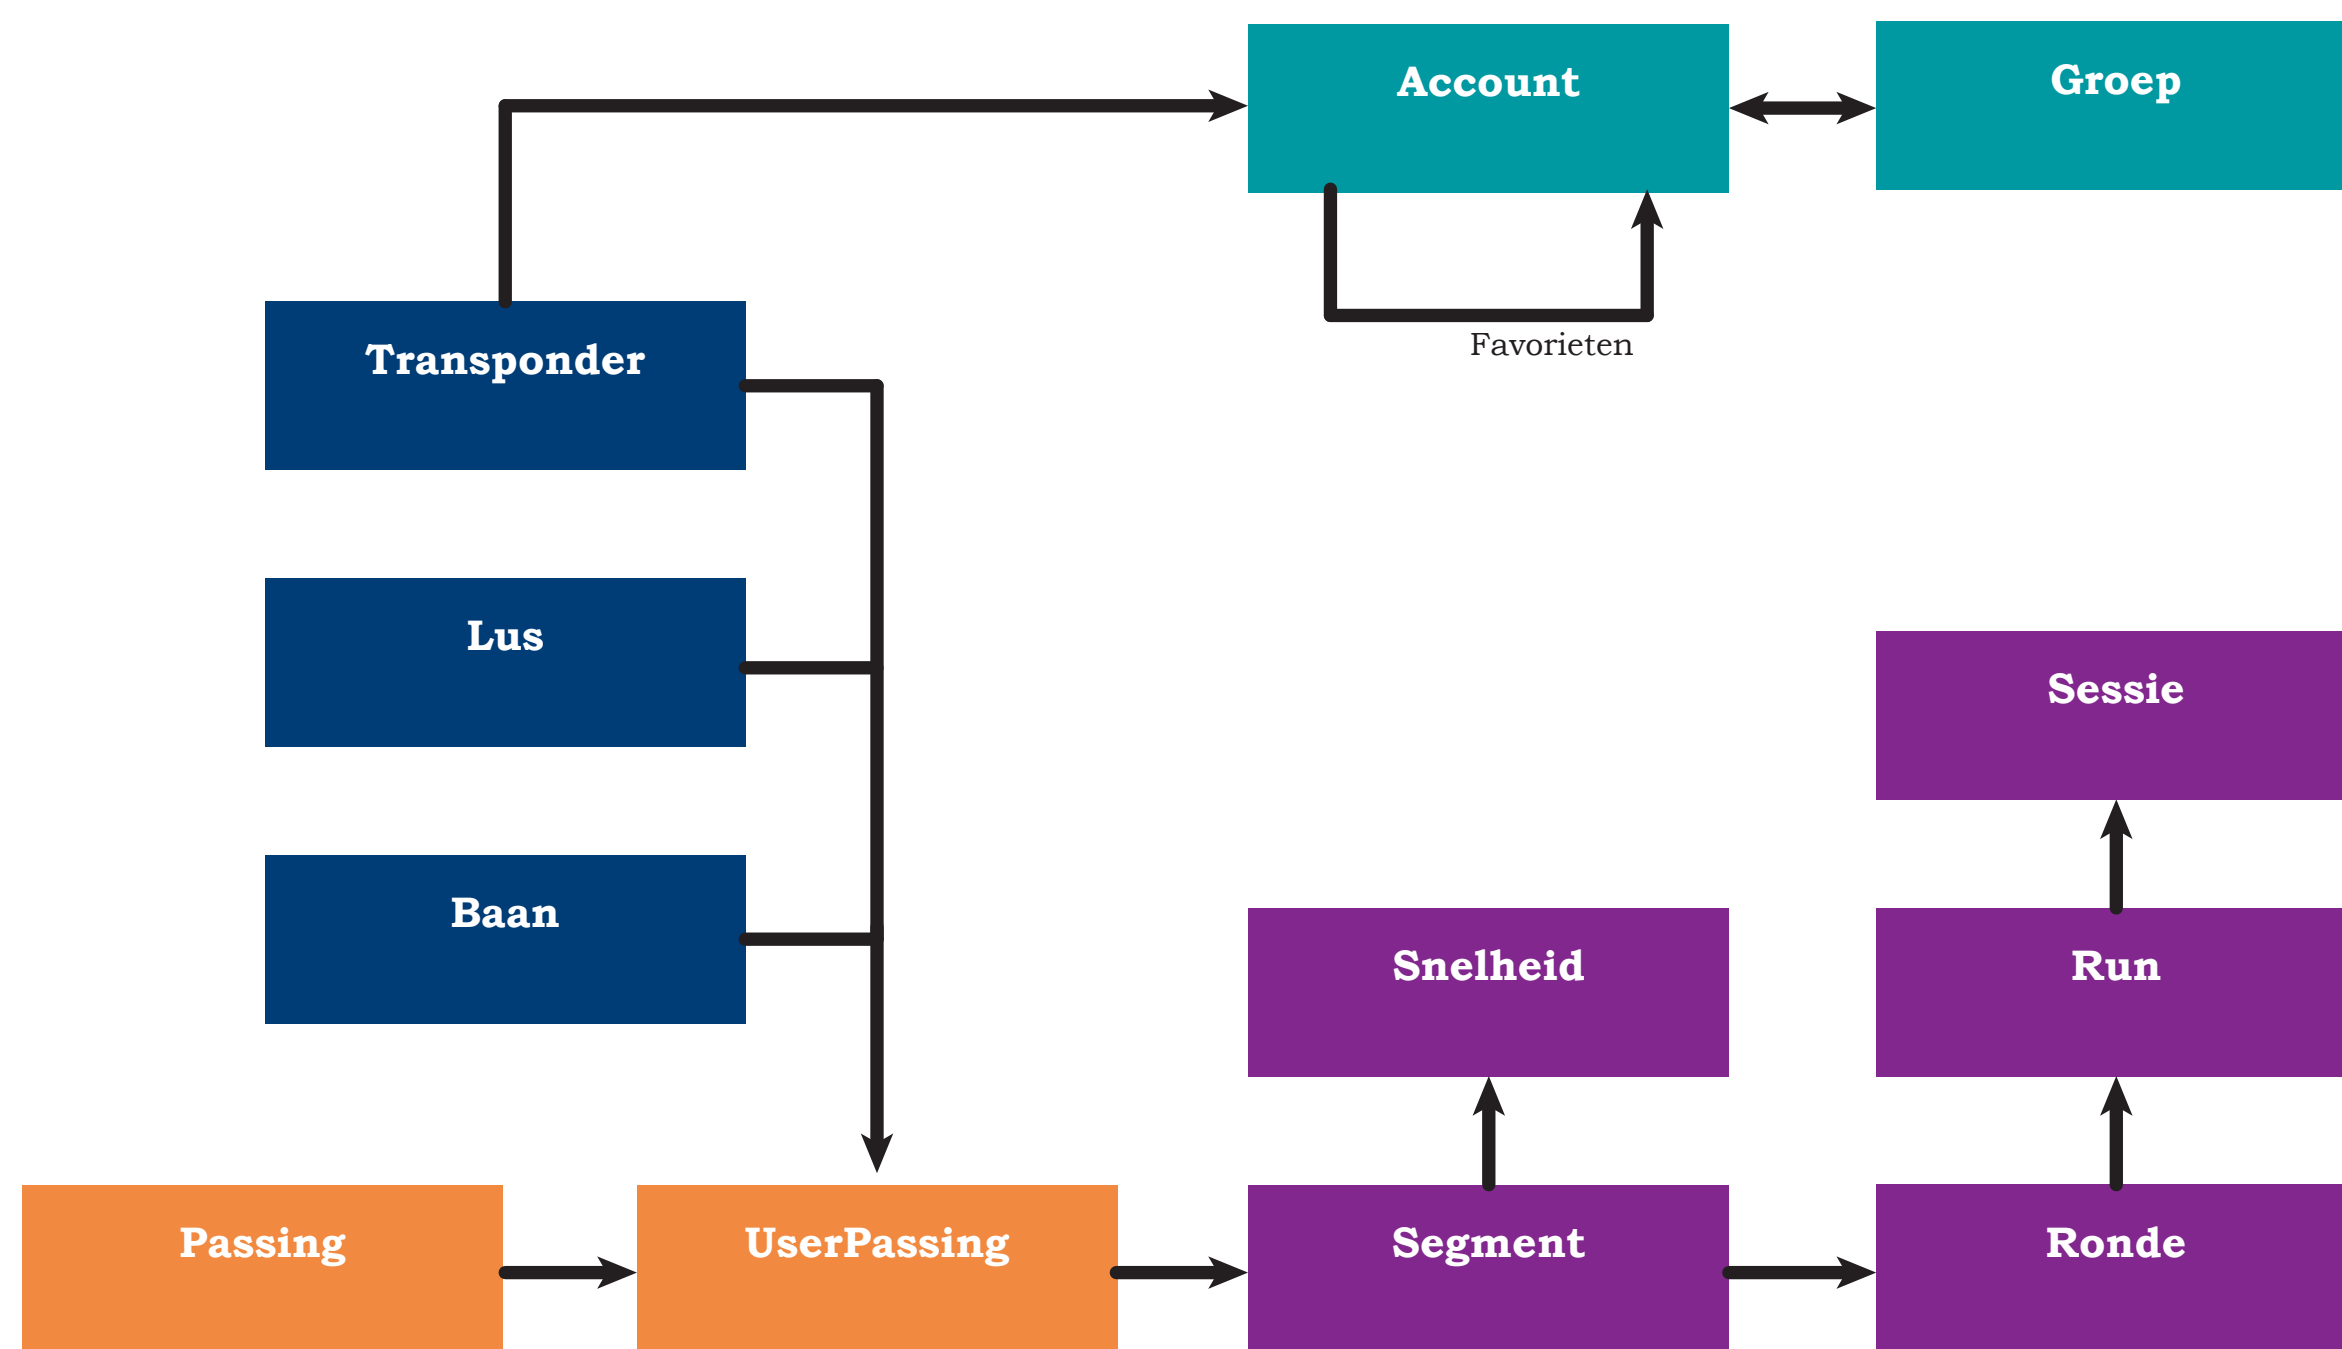 Account
Groep
Favorieten
Transponder
Lus
Baan
Sessie
Snelheid
Run
Passing
UserPassing
Segment
Ronde